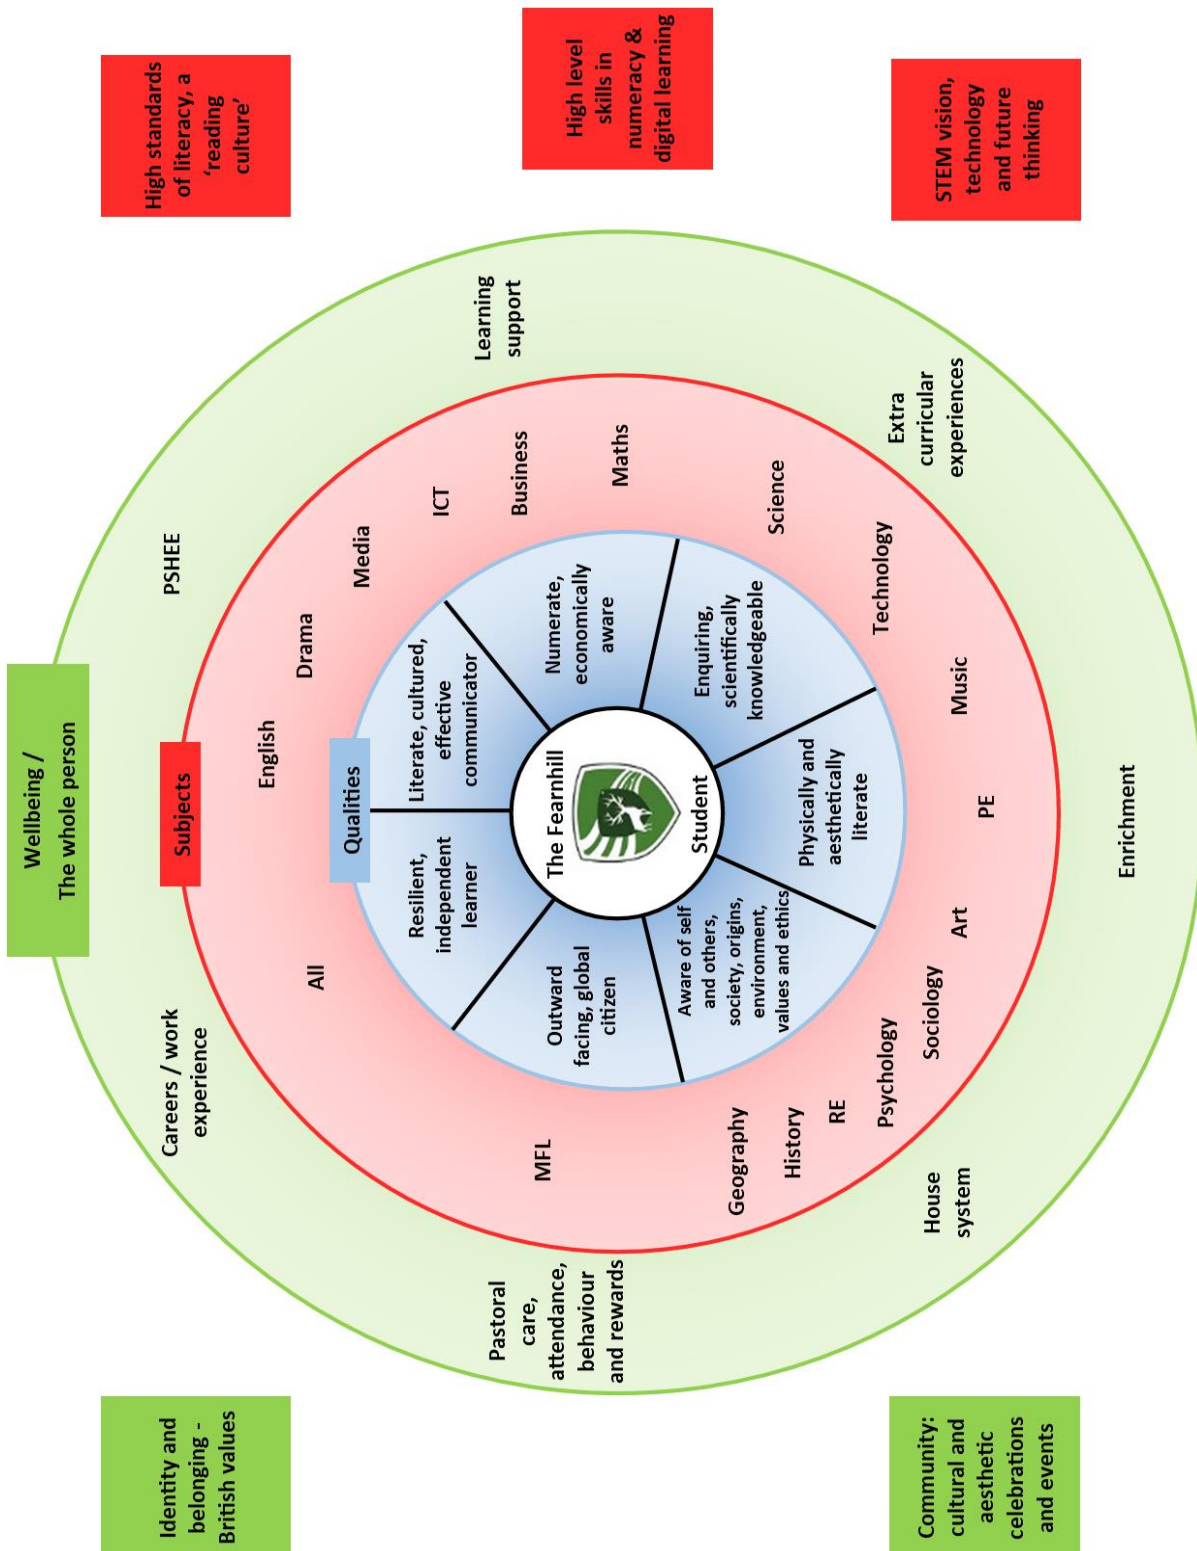 Wellbeing /
The whole person
Identity and
belonging -
British values
High standards
of literacy, a
‘reading
culture’
High level
skills in
numeracy &
digital learning
STEM vision,
technology
and future
thinking
Community:
cultural and
aesthetic
celebrations
and events
Careers / work
experience
PSHEE
Learning
support
Extra
curricular
experiences
Enrichment
House
system
Pastoral
care,
attendance,
behaviour
and rewards
Subjects
All
English
Drama
Media
ICT
Business
Maths
Science
Technology
Music
PE
Art
Sociology
Psychology
RE
History
Geography
MFL
Qualities
Resilient,
independent
learner
Literate, cultured,
effective
communicator
Numerate,
economically
aware
Enquiring,
scientifically
knowledgeable
Physically and
aesthetically
literate
Aware of self
and others,
society, origins,
environment,
values and ethics
Outward
facing, global
citizen
The Fearnhill
Student